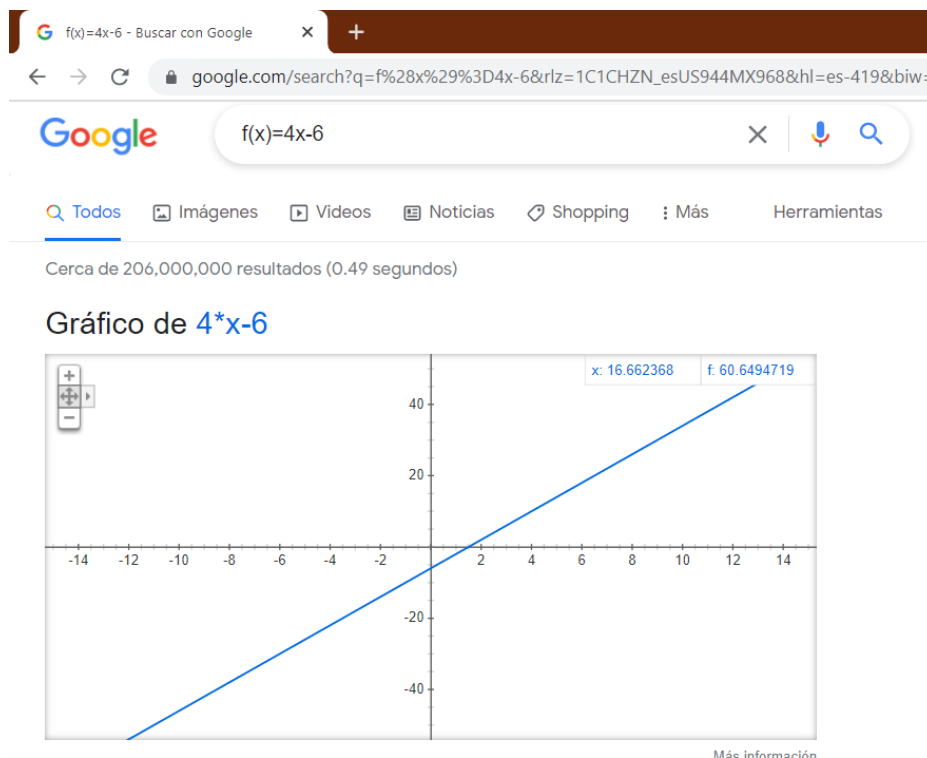 f(x)=4x-6 - Buscar con Google
google.com/search?q=f%28x%29%3D4x-6&rlz=1C1CHZN_esUS944MX968&hl=es-419&biw=
Google
f(x)=4x-6
Todos Imágenes Videos Noticias Shopping Más Herramientas
Cerca de 206,000,000 resultados (0.49 segundos)
Gráfico de 4*x-6
x: 16.662368 f: 60.6494719
40
20
-14 -12 -10 -8 -6 -4 -2 2 4 6 8 10 12 14
-20
-40
Más información